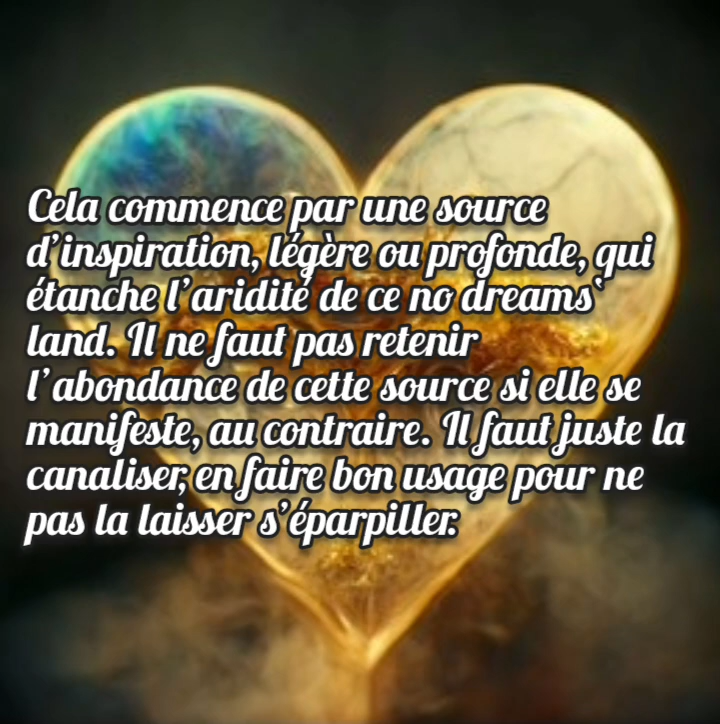 Cela commence par une source
d’inspiration, légère ou profonde, qui
étanche l’aridité de ce no dreams‘
land. Il ne faut pas retenir
l’abondance de cette source si elle se
manifeste, au contraire. Il faut juste la
canaliser, en faire bon usage pour ne
pas la laisser s’éparpiller.